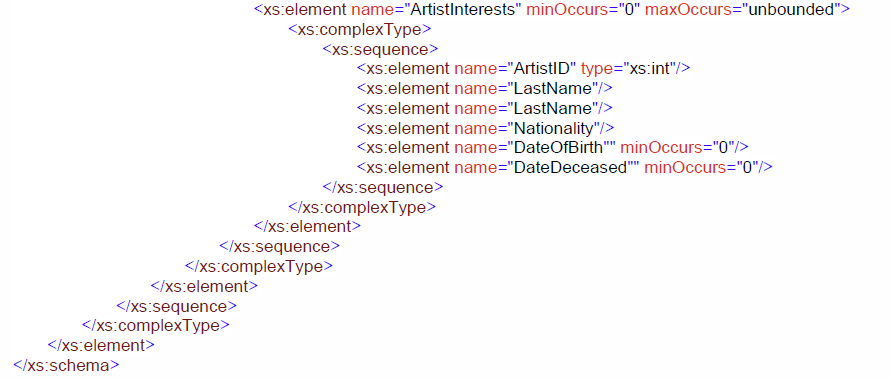 <xs:element name="ArtistInterests" minOccurs="0" maxOccurs="unbounded">
<xs:complexType>
<xs:sequence>
<xs:element name="ArtistID" type="xs:int"/>
<xs:element name="LastName"/>
<xs:element name="LastName"/>
<xs:element name="Nationality"/>
<xs:element name="DateOfBirth"" minOccurs="0"/>
<xs:element name="DateDeceased"" minOccurs="0"/>
</xs:sequence>
</xs:complexType>
</xs:element>
</xs:sequence>
</xs:complexType>
</xs:element>
</xs:sequence>
</xs:complexType>
</xs:element>
</xs:schema>